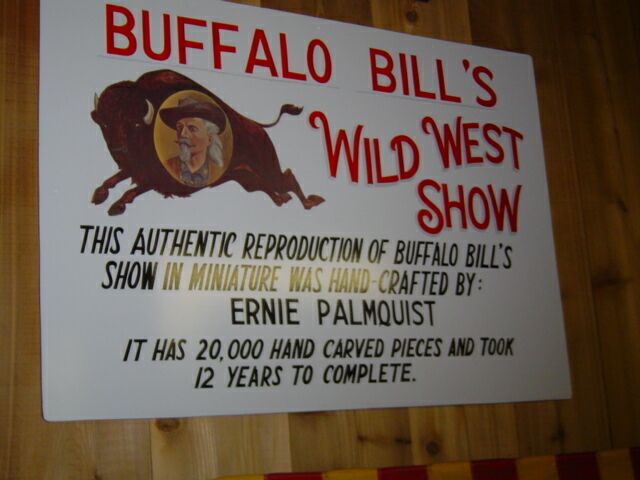 BUFFALO BILL'S
WILD WEST
SHOW
THIS AUTHENTIC REPRODUCTION OF BUFFALO BILL'S
SHOW IN MINIATURE WAS HAND-CRAFTED BY:
ERNIE PALMQUIST
IT HAS 20,000 HAND CARVED PIECES AND TOOK
12 YEARS TO COMPLETE.